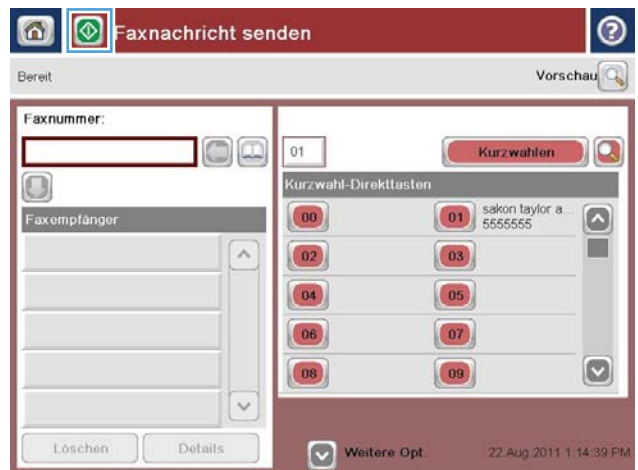 Faxnachricht senden
Bereit
Vorschau
Faxnummer:
01
Kurzwahlen
Kurzwahl-Direkttasten
Faxempfänger
00
01 sakon taylor a...
5555555
02
03
04
05
06
07
08
09
Löschen
Details
Weitere Opt.
22.Aug.2011 1:14:39 PM